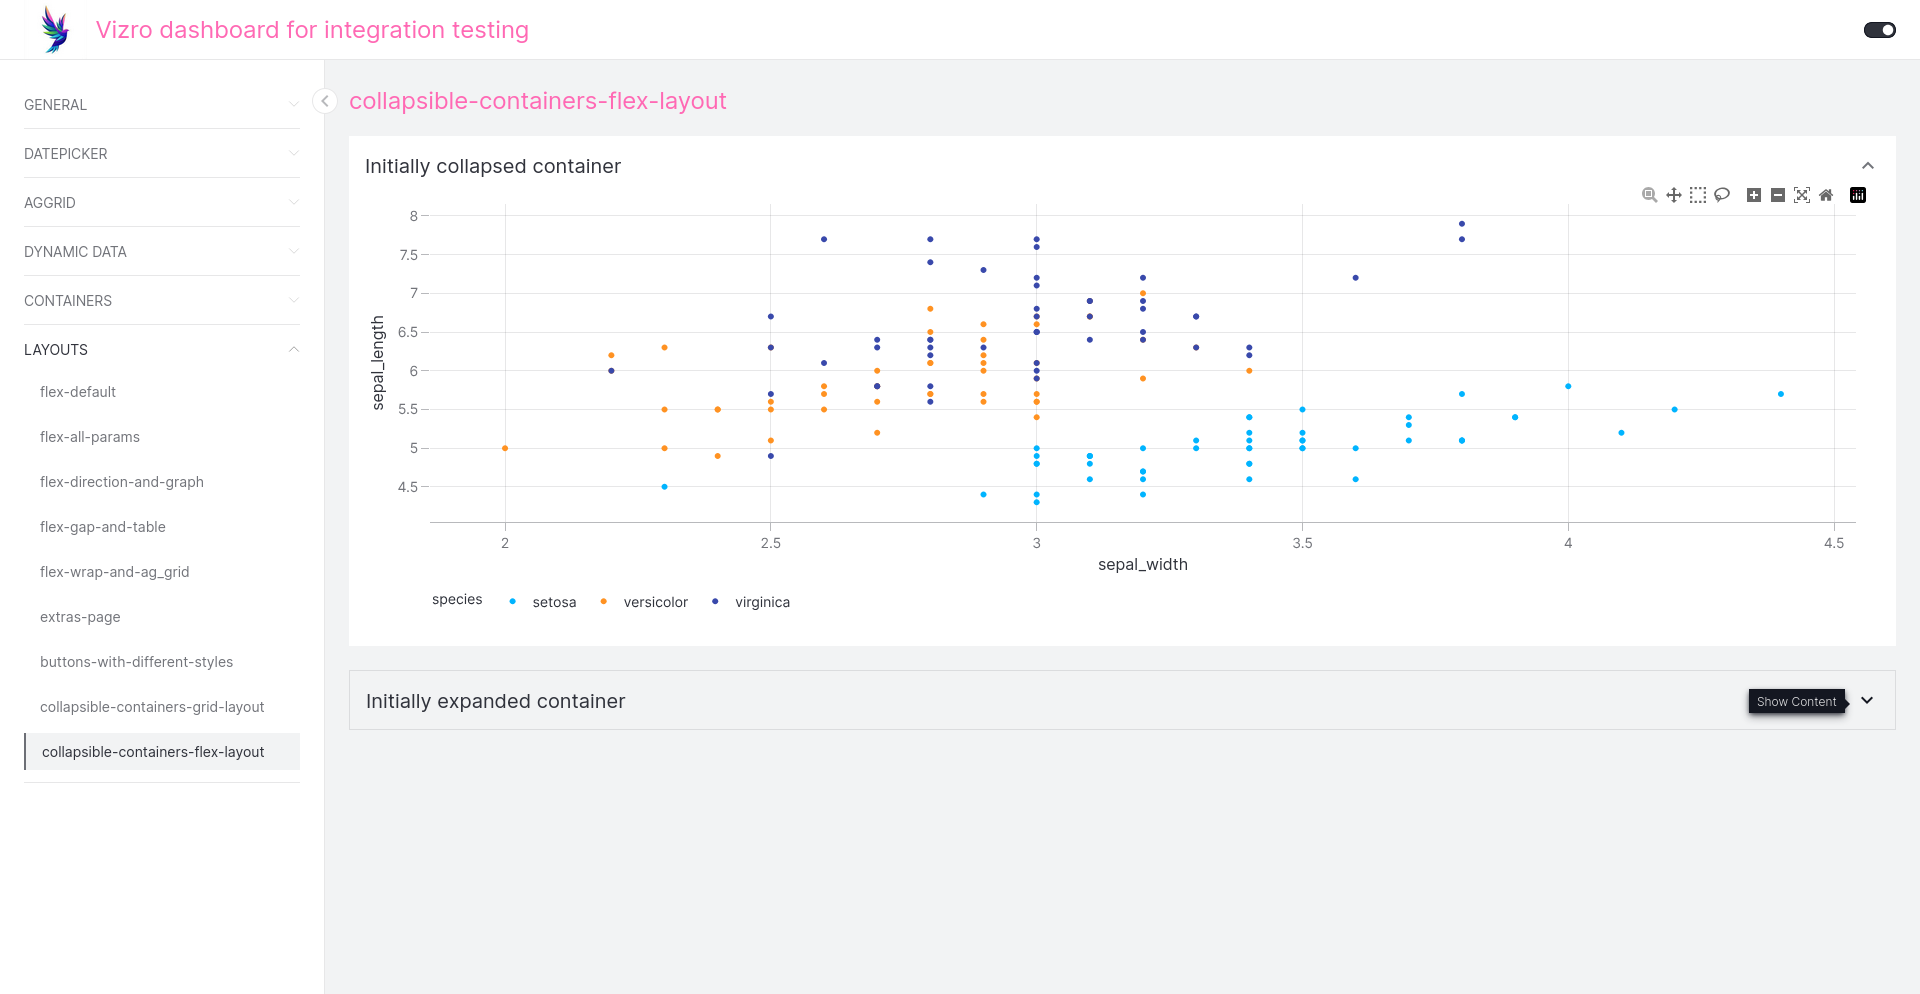 Vizro dashboard for integration testing
GENERAL
DATEPICKER
AGGRID
DYNAMIC DATA
CONTAINERS
LAYOUTS
flex-default
flex-all-params
flex-direction-and-graph
flex-gap-and-table
flex-wrap-and-ag_grid
extras-page
buttons-with-different-styles
collapsible-containers-grid-layout
collapsible-containers-flex-layout
collapsible-containers-flex-layout
Initially collapsed container
8
7.5
7
6.5
6
5.5
5
4.5
sepal_length
2
2.5
3
3.5
4
4.5
sepal_width
species
setosa
versicolor
virginica
Initially expanded container
Show Content